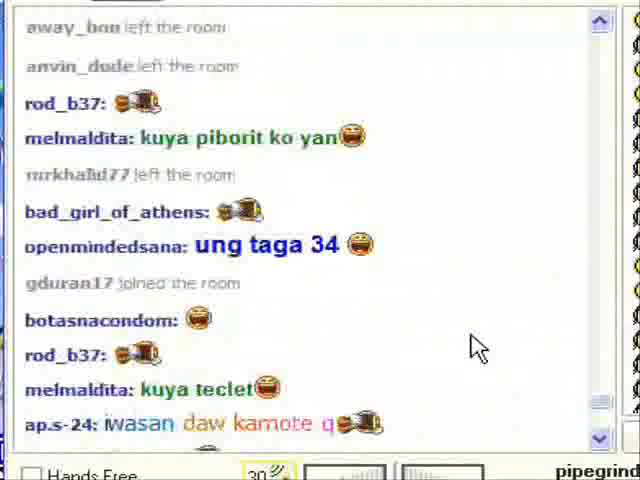 away_bou left the room
anvin_dude left the room
rod_b37:
melmaldita: kuya piborit ko yan
mrkhalid77 left the room
bad_girl_of_athens:
openmindedsana: ung taga 34
gduran17 joined the room
botasnacondom:
rod_b37:
melmaldita: kuya teclet
ap.s-24: iwasan daw kamote q
Hands Free
30
pipegrind